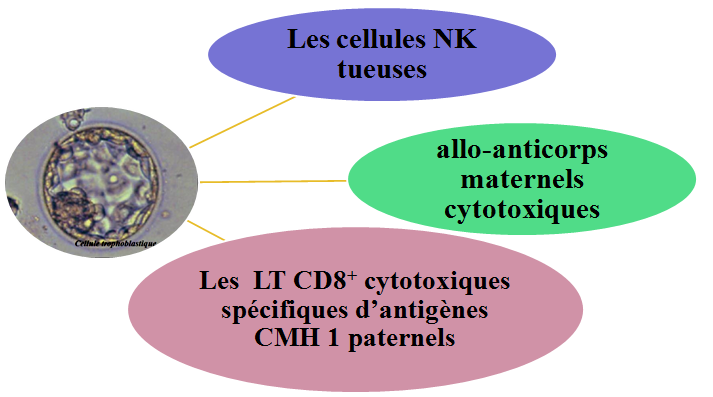 Les cellules NK
tueuses
allo-anticorps
maternels
cytotoxiques
Cellule trophoblastique
Les LT CD8⁺ cytotoxiques
spécifiques d’antigènes
CMH 1 paternels